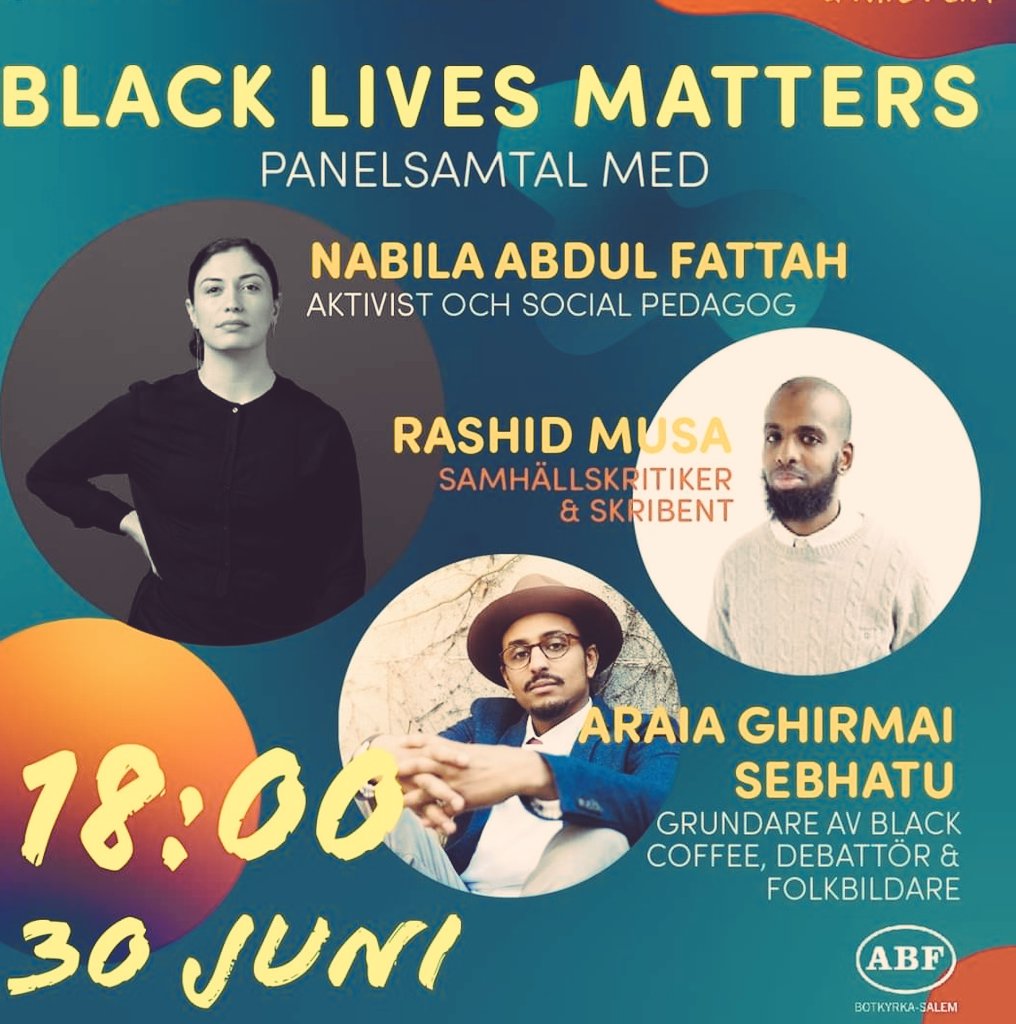 BLACK LIVES MATTERS
PANELSAMTAL MED
NABILA ABDUL FATTAH
AKTIVIST OCH SOCIAL PEDAGOG
RASHID MUSA
SAMHÄLLSKRITIKER
& SKRIBENT
ARAIA GHIRMAI
SEBHATU
GRUNDARE AV BLACK
COFFEE, DEBATTÖR &
FOLKBILDARE
18:00
30 JUNI
ABF
BOTKYRKA-SALEM